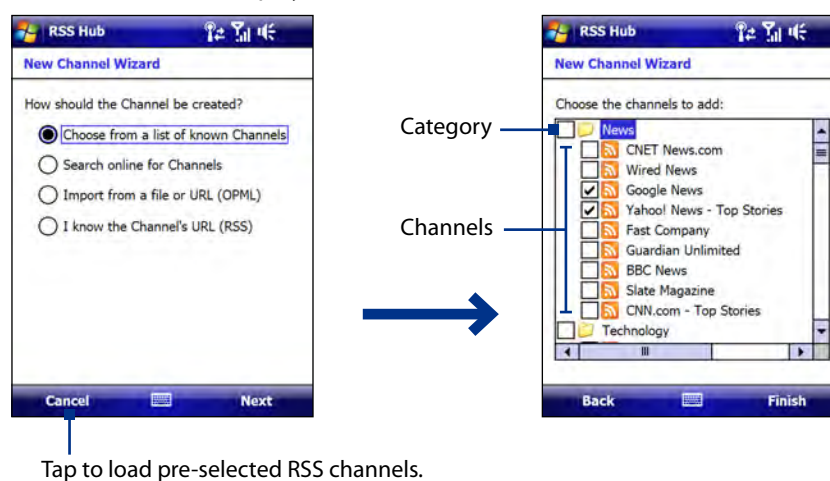 RSS Hub
New Channel Wizard
How should the Channel be created?
Choose from a list of known Channels
Search online for Channels
Import from a file or URL (OPML)
I know the Channel's URL (RSS)
Cancel
Next
Tap to load pre-selected RSS channels.
Category
Channels
RSS Hub
New Channel Wizard
Choose the channels to add:
News
CNET News.com
Wired News
Google News
Yahoo! News - Top Stories
Fast Company
Guardian Unlimited
BBC News
Slate Magazine
CNN.com - Top Stories
Technology
Back
Finish